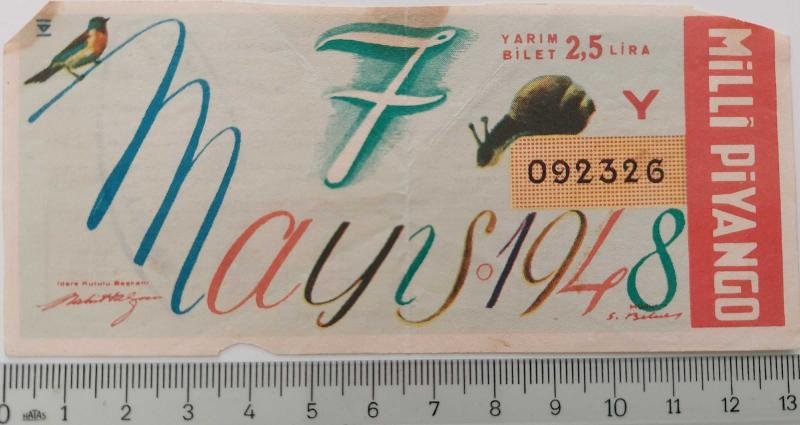 7
YARIM
BİLET 2,5 LİRA
Y
092326
Mayıs.1948
MİLLÎ PİYANGO
İdare Kurulu Başkanı
0 HATAS 1 2 3 4 5 6 7 8 9 10 11 12 13